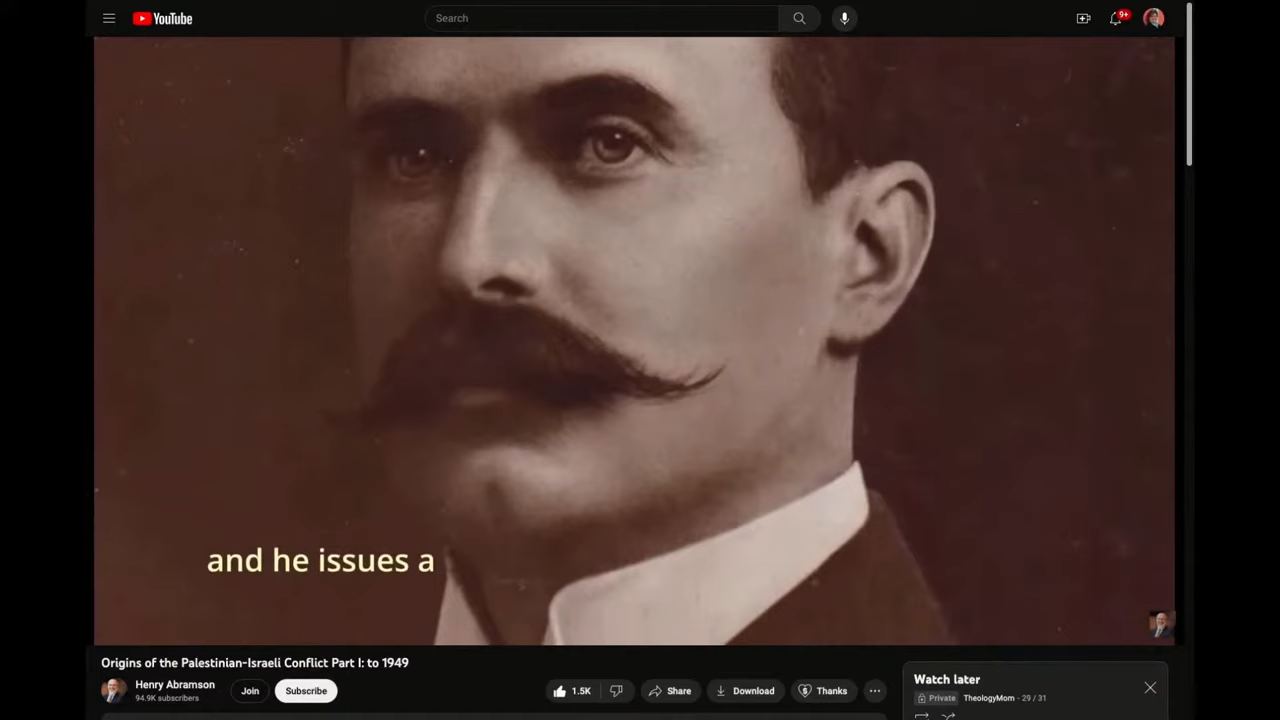 YouTube
Search
9+
and he issues a
Origins of the Palestinian-Israeli Conflict Part I: to 1949
Henry Abramson
94.9K subscribers
Join
Subscribe
1.5K
Share
Download
Thanks
Watch later
Private
TheologyMom - 29 / 31